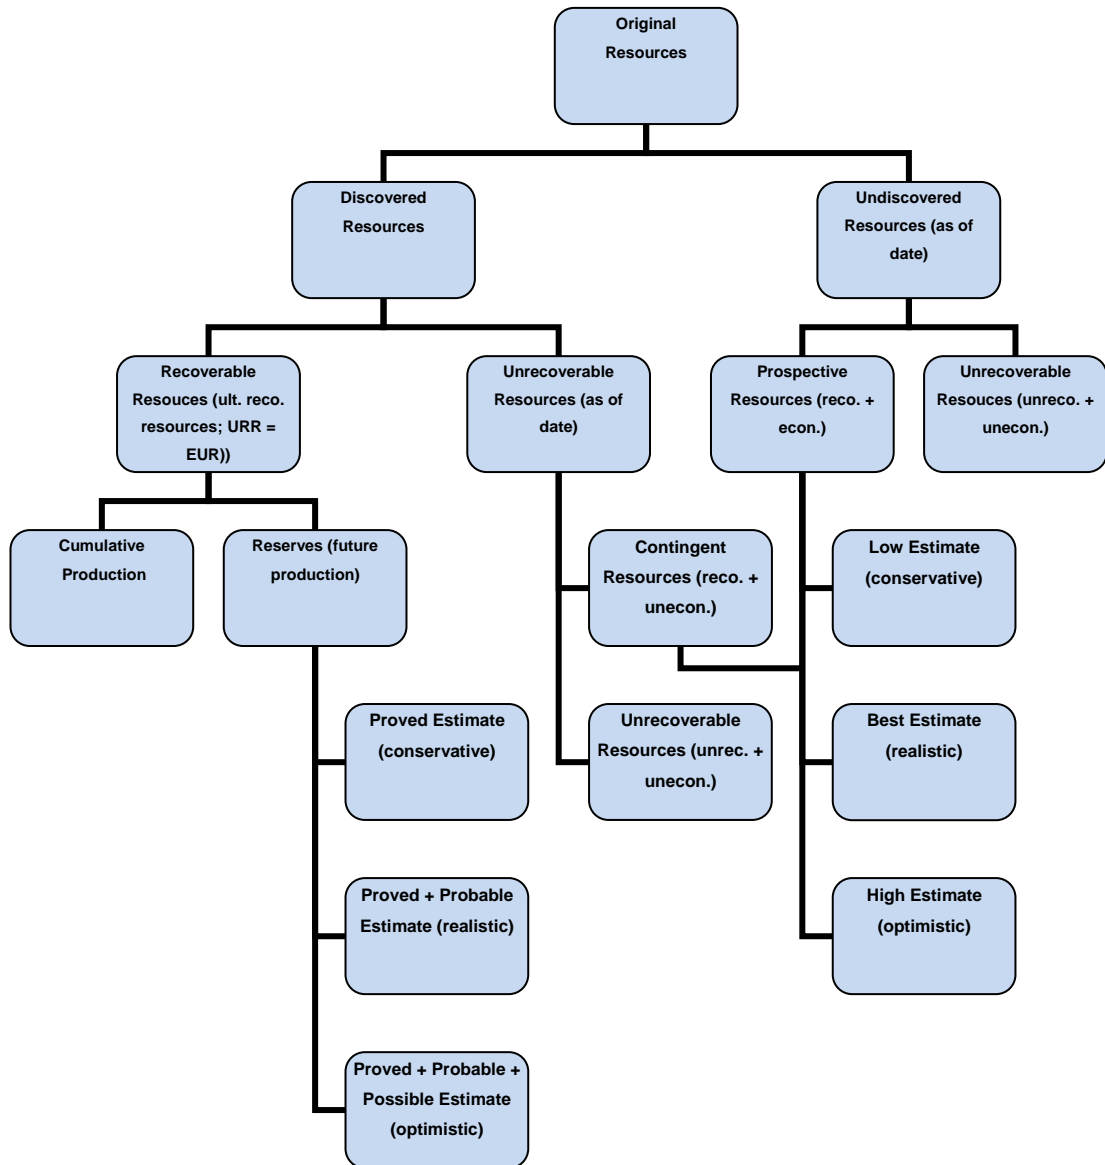 Original
Resources
Discovered
Resources
Undiscovered
Resources (as of
date)
Recoverable
Resouces (ult. reco.
resources; URR =
EUR))
Unrecoverable
Resources (as of
date)
Prospective
Resources (reco. +
econ.)
Unrecoverable
Resouces (unreco. +
unecon.)
Cumulative
Production
Reserves (future
production)
Contingent
Resources (reco. +
unecon.)
Low Estimate
(conservative)
Proved Estimate
(conservative)
Unrecoverable
Resources (unrec. +
unecon.)
Best Estimate
(realistic)
Proved + Probable
Estimate (realistic)
High Estimate
(optimistic)
Proved + Probable +
Possible Estimate
(optimistic)